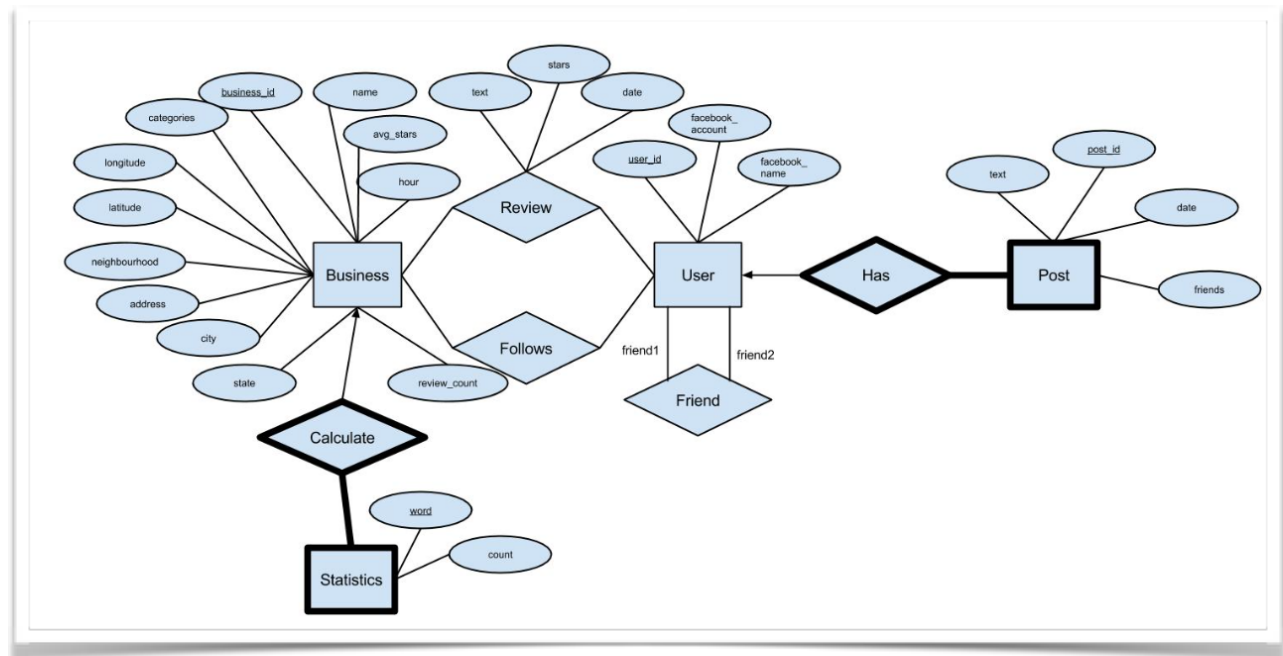 stars
business_id
name
text
date
categories
facebook_
account
avg_stars
post_id
longitude
user_id
facebook_
name
text
hour
latitude
Review
date
neighbourhood
Business
User
Has
Post
address
friends
city
Follows
friend1
friend2
state
review_count
Friend
Calculate
word
count
Statistics